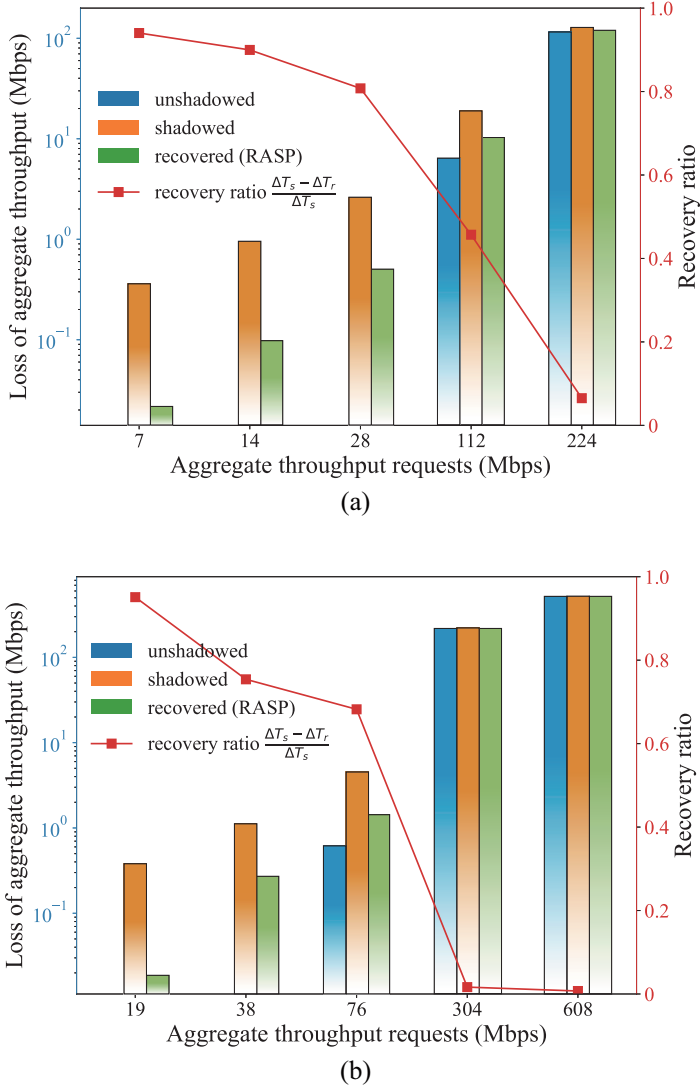 Loss of aggregate throughput (Mbps)
10²
10¹
10⁰
10⁻¹
unshadowed
shadowed
recovered (RASP)
recovery ratio (ΔTₛ − ΔTᵣ)/ΔTₛ
1.0
0.8
0.6
0.4
0.2
0
Recovery ratio
7 14 28 112 224
Aggregate throughput requests (Mbps)
(a)
Loss of aggregate throughput (Mbps)
10²
10¹
10⁰
10⁻¹
unshadowed
shadowed
recovered (RASP)
recovery ratio (ΔTₛ − ΔTᵣ)/ΔTₛ
1.0
0.8
0.6
0.4
0.2
0
Recovery ratio
19 38 76 304 608
Aggregate throughput requests (Mbps)
(b)